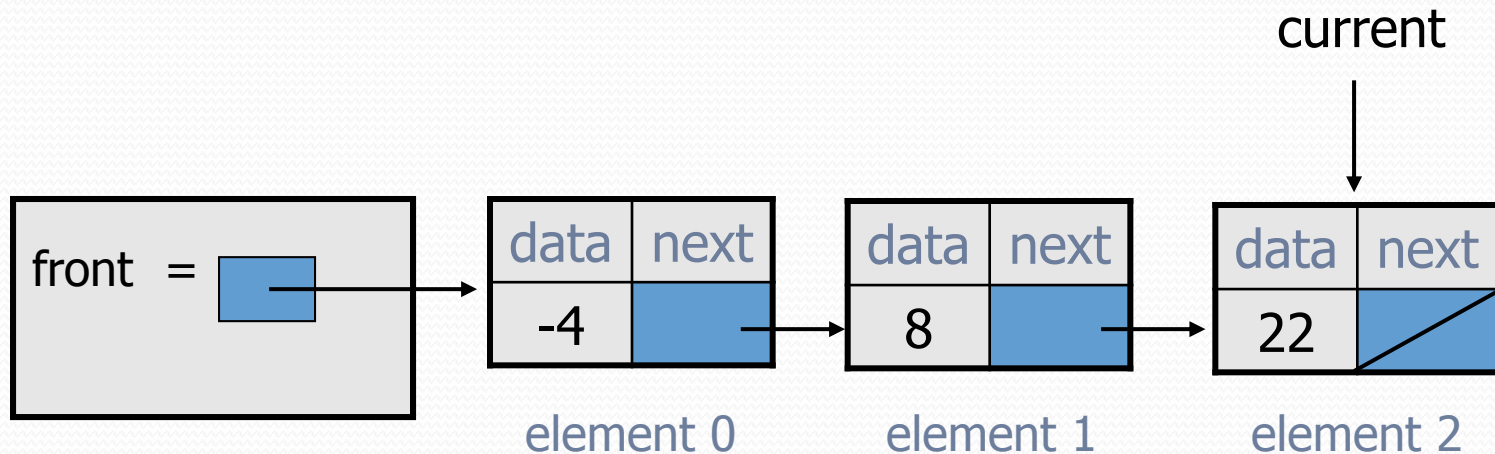 current
front =
data next
-4
element 0
data next
8
element 1
data next
22
element 2